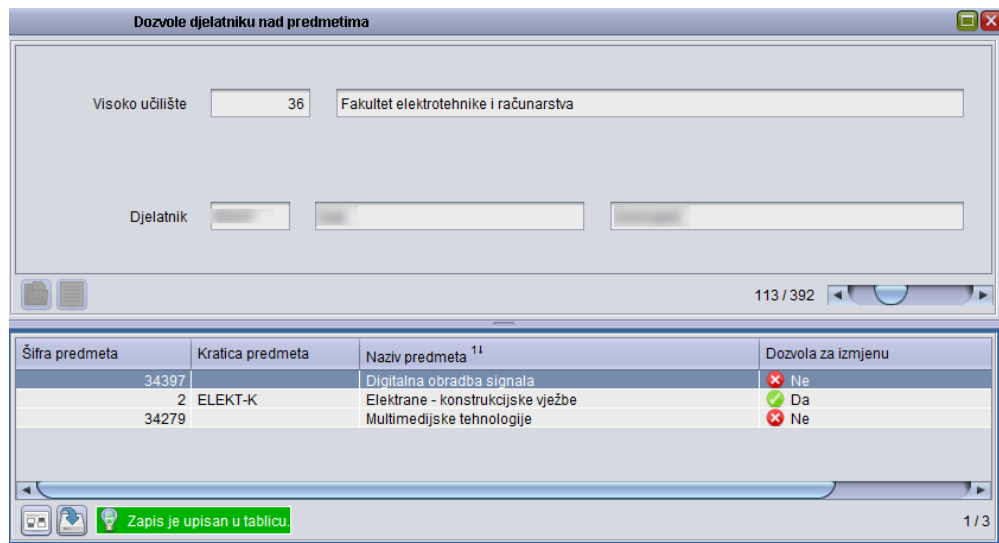 Dozvole djelatniku nad predmetima
Visoko učilište 36 Fakultet elektrotehnike i računarstva
Djelatnik
113 / 392
Šifra predmeta Kratica predmeta Naziv predmeta 1↓ Dozvola za izmjenu
34397 Digitalna obradba signala Ne
2 ELEKT-K Elektrane - konstrukcijske vježbe Da
34279 Multimedijske tehnologije Ne
Zapis je upisan u tablicu. 1 / 3